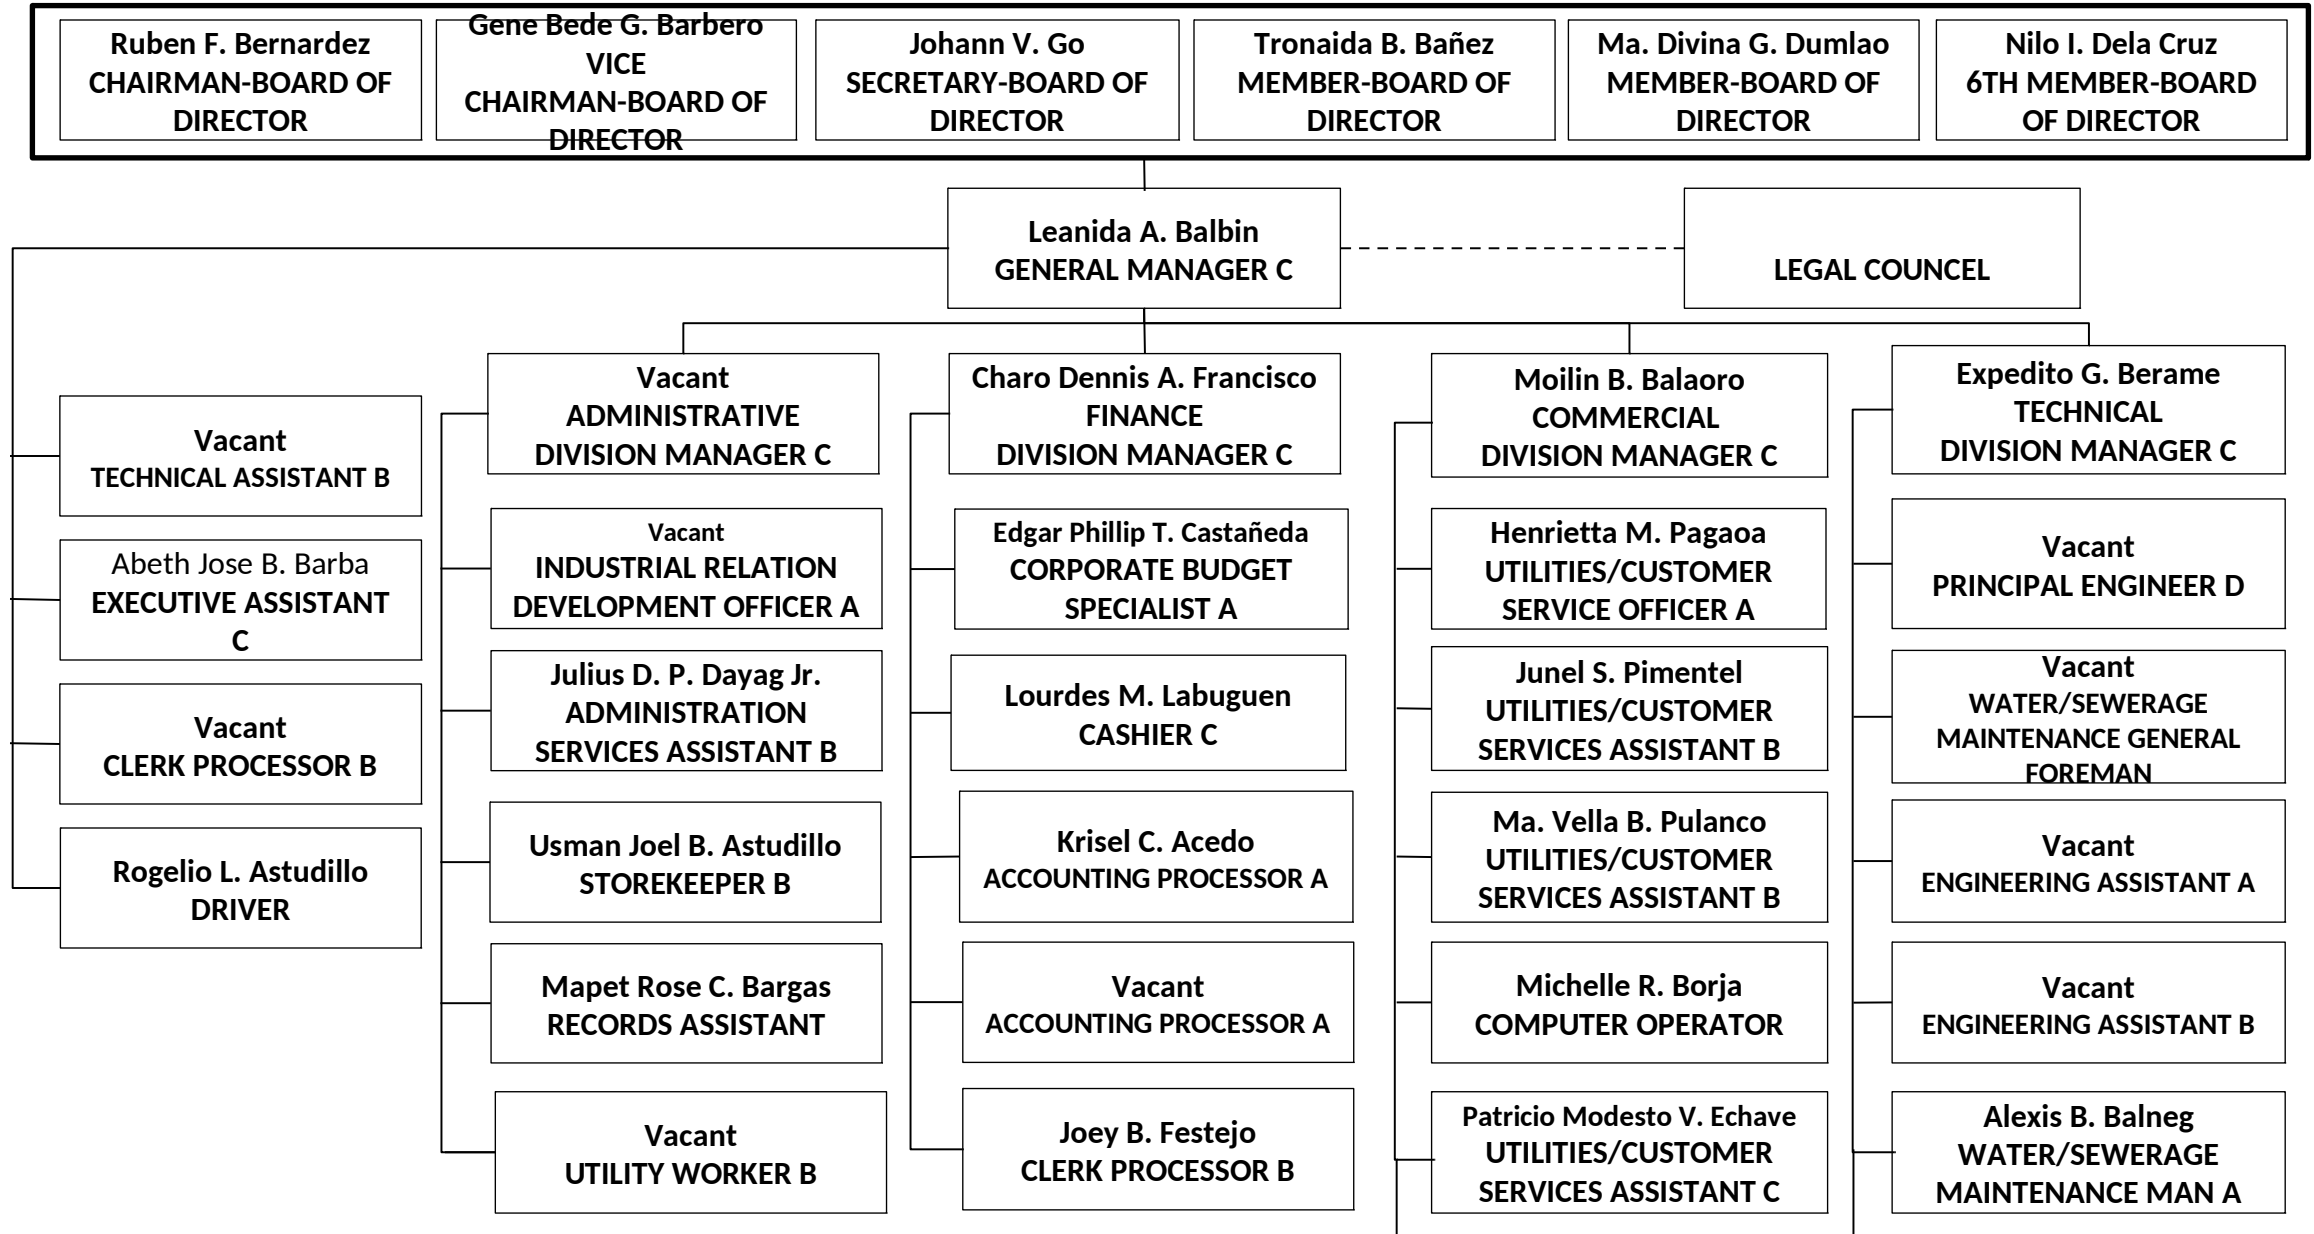 Ruben F. Bernardez
CHAIRMAN-BOARD OF
DIRECTOR
Gene Bede G. Barbero
VICE
CHAIRMAN-BOARD OF
DIRECTOR
Johann V. Go
SECRETARY-BOARD OF
DIRECTOR
Tronaida B. Bañez
MEMBER-BOARD OF
DIRECTOR
Ma. Divina G. Dumlao
MEMBER-BOARD OF
DIRECTOR
Nilo I. Dela Cruz
6TH MEMBER-BOARD
OF DIRECTOR
Leanida A. Balbin
GENERAL MANAGER C
LEGAL COUNCEL
Vacant
TECHNICAL ASSISTANT B
Abeth Jose B. Barba
EXECUTIVE ASSISTANT
C
Vacant
CLERK PROCESSOR B
Rogelio L. Astudillo
DRIVER
Vacant
ADMINISTRATIVE
DIVISION MANAGER C
Vacant
INDUSTRIAL RELATION
DEVELOPMENT OFFICER A
Julius D. P. Dayag Jr.
ADMINISTRATION
SERVICES ASSISTANT B
Usman Joel B. Astudillo
STOREKEEPER B
Mapet Rose C. Bargas
RECORDS ASSISTANT
Vacant
UTILITY WORKER B
Charo Dennis A. Francisco
FINANCE
DIVISION MANAGER C
Edgar Phillip T. Castañeda
CORPORATE BUDGET
SPECIALIST A
Lourdes M. Labuguen
CASHIER C
Krisel C. Acedo
ACCOUNTING PROCESSOR A
Vacant
ACCOUNTING PROCESSOR A
Joey B. Festejo
CLERK PROCESSOR B
Moilin B. Balaoro
COMMERCIAL
DIVISION MANAGER C
Henrietta M. Pagaoa
UTILITIES/CUSTOMER
SERVICE OFFICER A
Junel S. Pimentel
UTILITIES/CUSTOMER
SERVICES ASSISTANT B
Ma. Vella B. Pulanco
UTILITIES/CUSTOMER
SERVICES ASSISTANT B
Michelle R. Borja
COMPUTER OPERATOR
Patricio Modesto V. Echave
UTILITIES/CUSTOMER
SERVICES ASSISTANT C
Expedito G. Berame
TECHNICAL
DIVISION MANAGER C
Vacant
PRINCIPAL ENGINEER D
Vacant
WATER/SEWERAGE
MAINTENANCE GENERAL
FOREMAN
Vacant
ENGINEERING ASSISTANT A
Vacant
ENGINEERING ASSISTANT B
Alexis B. Balneg
WATER/SEWERAGE
MAINTENANCE MAN A